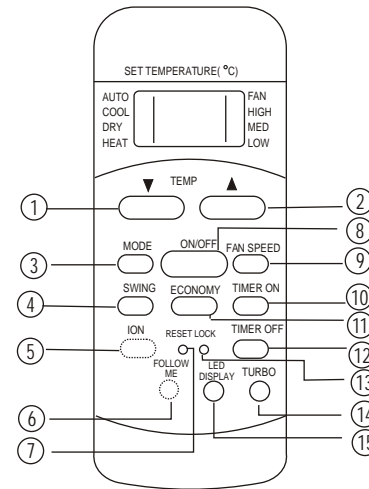 SET TEMPERATURE( °C)
AUTO FAN
COOL HIGH
DRY MED
HEAT LOW
▼ TEMP ▲
1 2
8
MODE ON/OFF FAN SPEED
3 9
SWING ECONOMY TIMER ON
4 10
11
ION RESET LOCK TIMER OFF
5 12
FOLLOW ME LED DISPLAY TURBO
13
6 14
7 15